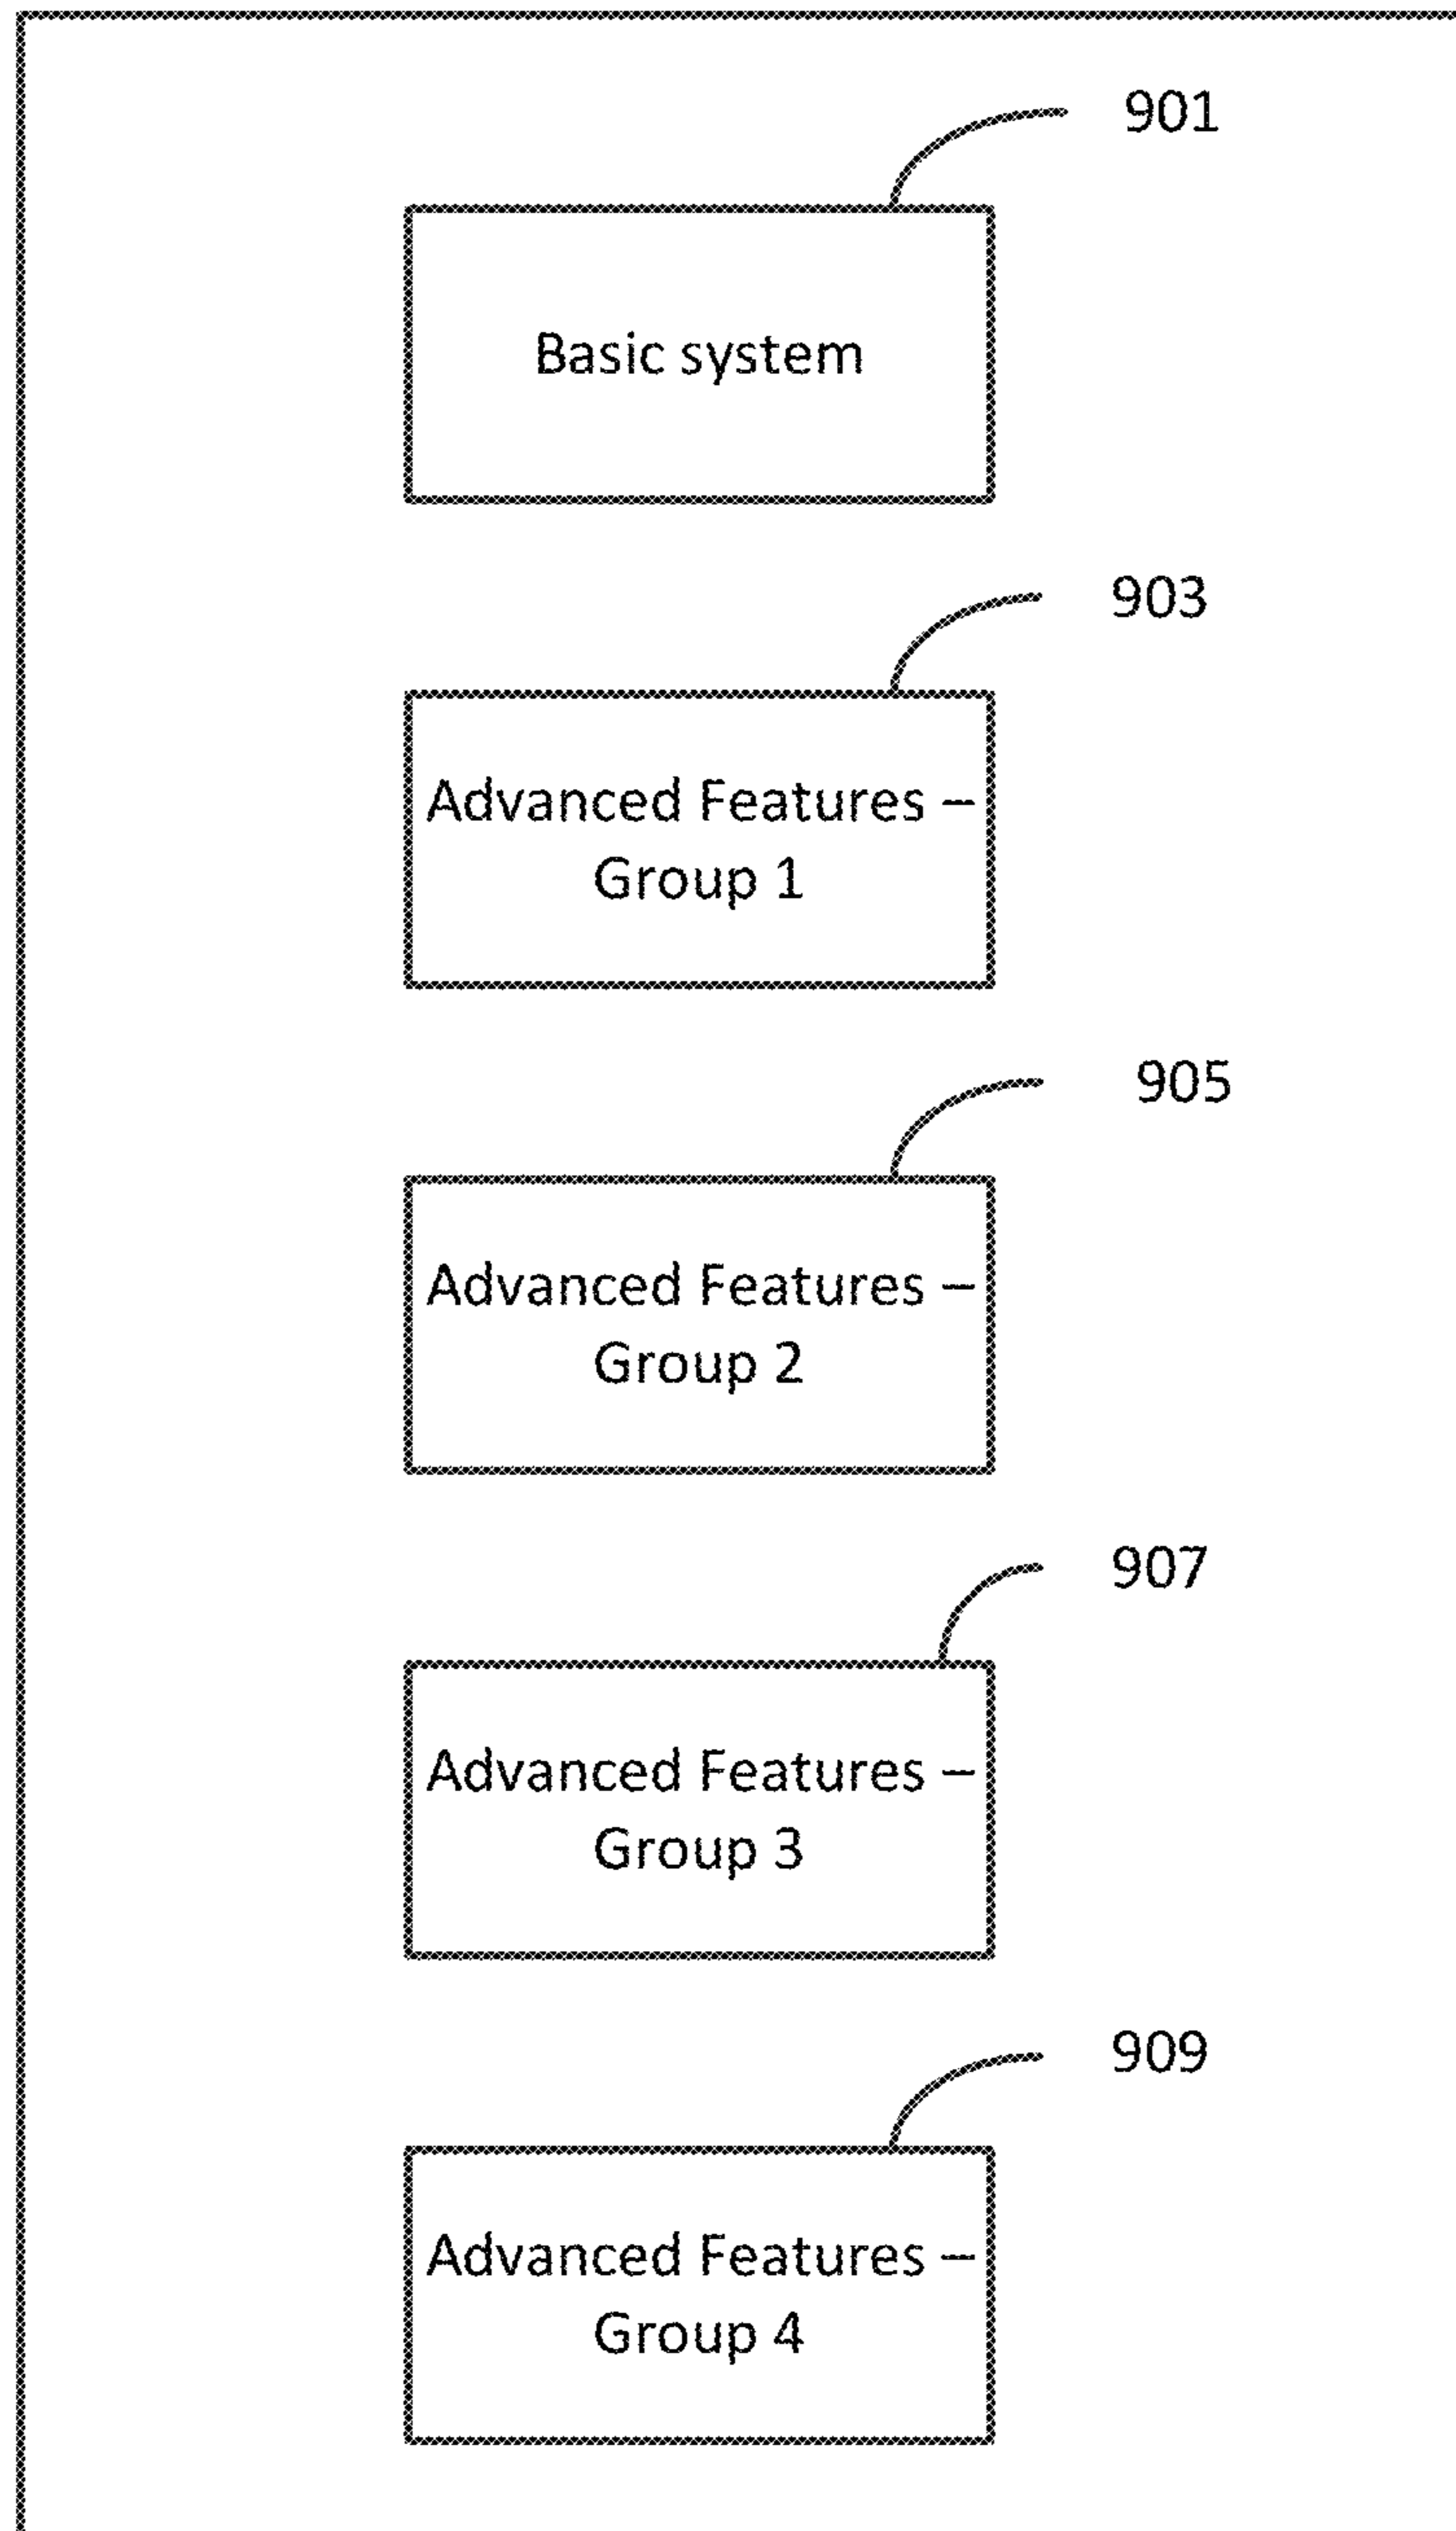 901
Basic system
903
Advanced Features –
Group 1
905
Advanced Features –
Group 2
907
Advanced Features –
Group 3
909
Advanced Features –
Group 4